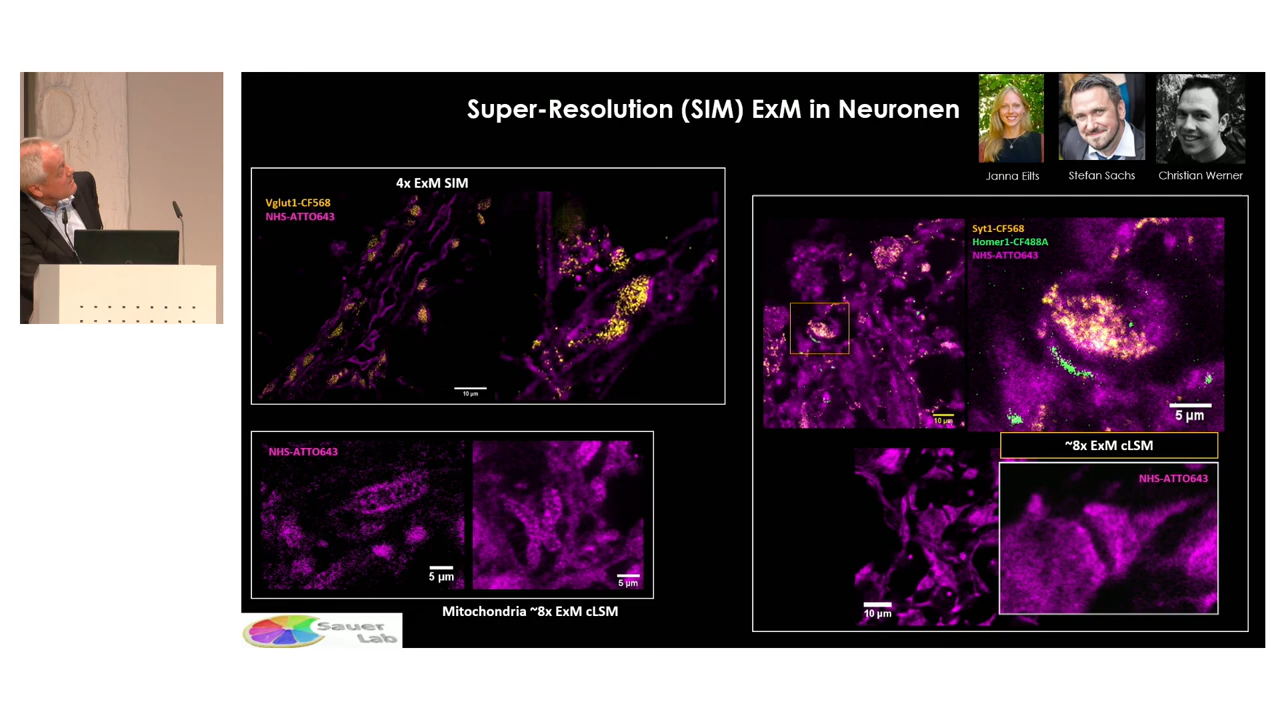 Super-Resolution (SIM) ExM in Neuronen
Janna Eilts
Stefan Sachs
Christian Werner
4x ExM SIM
Vglut1-CF568
NHS-ATTO643
10 µm
Syt1-CF568
Homer1-CF488A
NHS-ATTO643
10 µm
5 µm
~8x ExM cLSM
NHS-ATTO643
10 µm
NHS-ATTO643
5 µm
5 µm
Mitochondria ~8x ExM cLSM
Sauer
Lab